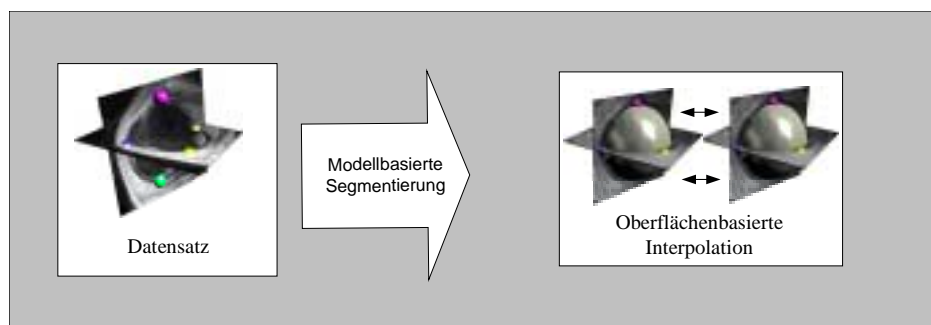 Datensatz
Modellbasierte
Segmentierung
Oberflächenbasierte
Interpolation